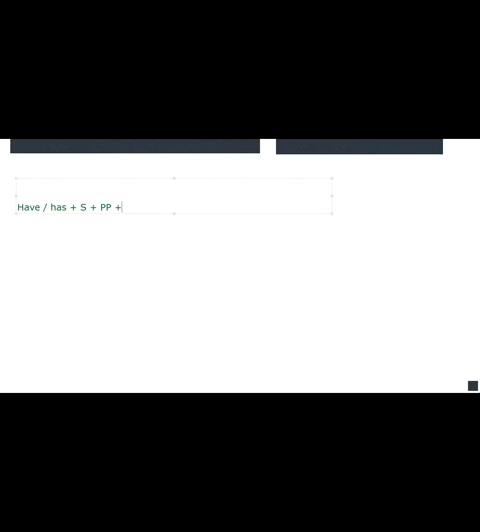 Have / has + S + PP +